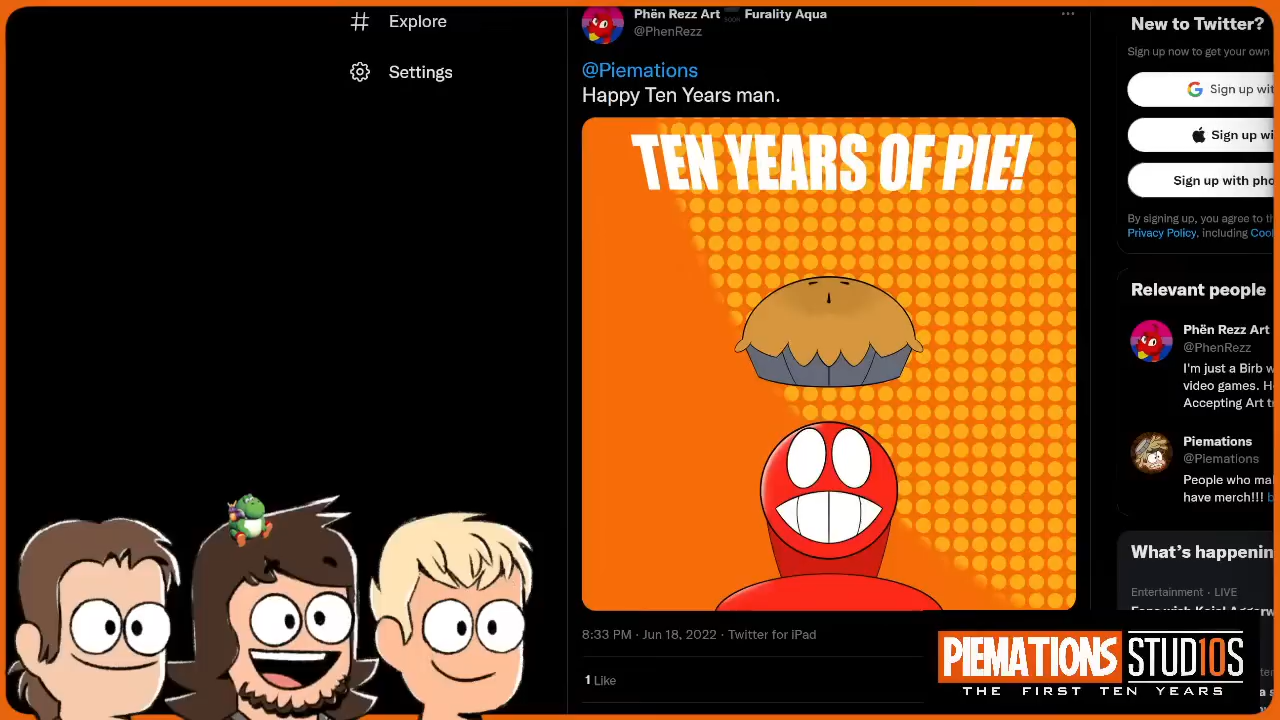 Explore
Settings
Phën Rezz Art SOON Furality Aqua
@PhenRezz
@Piemations
Happy Ten Years man.
TEN YEARS OF PIE!
8:33 PM · Jun 18, 2022 · Twitter for iPad
1 Like
New to Twitter?
Sign up now to get your own
Sign up wit
Sign up wi
Sign up with pho
By signing up, you agree to th
Privacy Policy, including Cook
Relevant people
Phën Rezz Art
@PhenRezz
I'm just a Birb w
video games. H
Accepting Art tr
Piemations
@Piemations
People who ma
have merch!!! b
What's happenin
Entertainment · LIVE
PIEMATIONS STUD10S
THE FIRST TEN YEARS